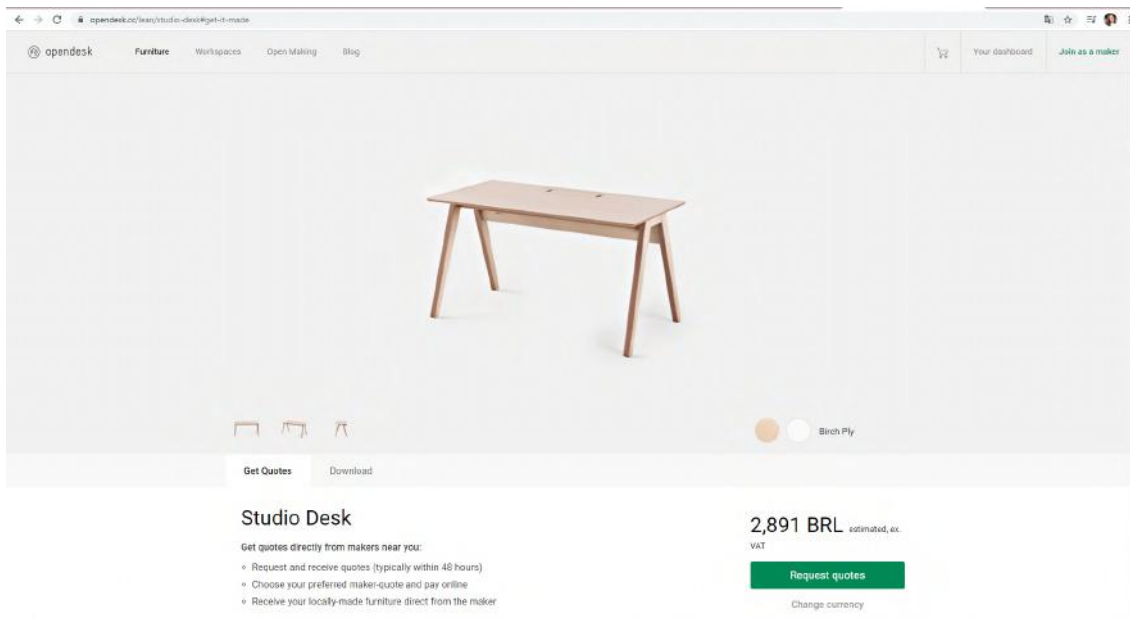 opendesk.cc/lean/studio-desk#get-it-made
opendesk Furniture Workspaces Open Making Blog Your dashboard Join as a maker
Birch Ply
Get Quotes Download
Studio Desk
Get quotes directly from makers near you:
Request and receive quotes (typically within 48 hours)
Choose your preferred maker-quote and pay online
Receive your locally-made furniture direct from the maker
2,891 BRL estimated, ex.
VAT
Request quotes
Change currency